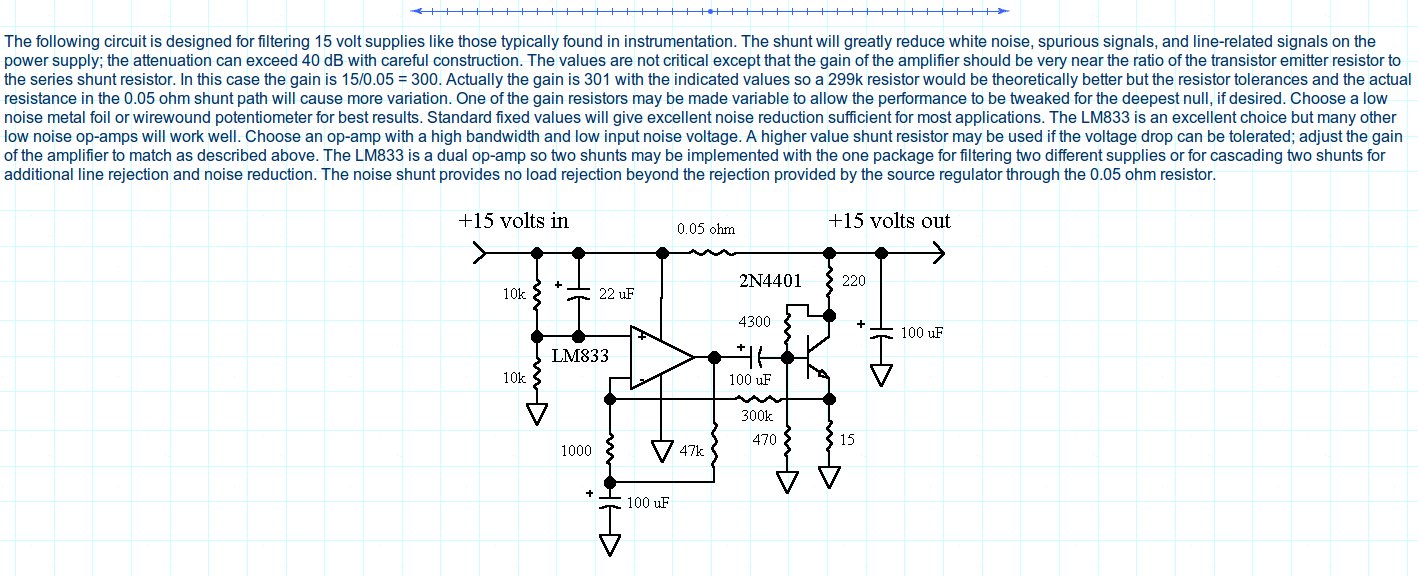 The following circuit is designed for filtering 15 volt supplies like those typically found in instrumentation. The shunt will greatly reduce white noise, spurious signals, and line-related signals on the
power supply; the attenuation can exceed 40 dB with careful construction. The values are not critical except that the gain of the amplifier should be very near the ratio of the transistor emitter resistor to
the series shunt resistor. In this case the gain is 15/0.05 = 300. Actually the gain is 301 with the indicated values so a 299k resistor would be theoretically better but the resistor tolerances and the actual
resistance in the 0.05 ohm shunt path will cause more variation. One of the gain resistors may be made variable to allow the performance to be tweaked for the deepest null, if desired. Choose a low
noise metal foil or wirewound potentiometer for best results. Standard fixed values will give excellent noise reduction sufficient for most applications. The LM833 is an excellent choice but many other
low noise op-amps will work well. Choose an op-amp with a high bandwidth and low input noise voltage. A higher value shunt resistor may be used if the voltage drop can be tolerated; adjust the gain
of the amplifier to match as described above. The LM833 is a dual op-amp so two shunts may be implemented with the one package for filtering two different supplies or for cascading two shunts for
additional line rejection and noise reduction. The noise shunt provides no load rejection beyond the rejection provided by the source regulator through the 0.05 ohm resistor.
+15 volts in
0.05 ohm
+15 volts out
10k
+
22 uF
2N4401
220
4300
+
100 uF
+
LM833
+
-
10k
100 uF
300k
1000
47k
470
15
+
100 uF